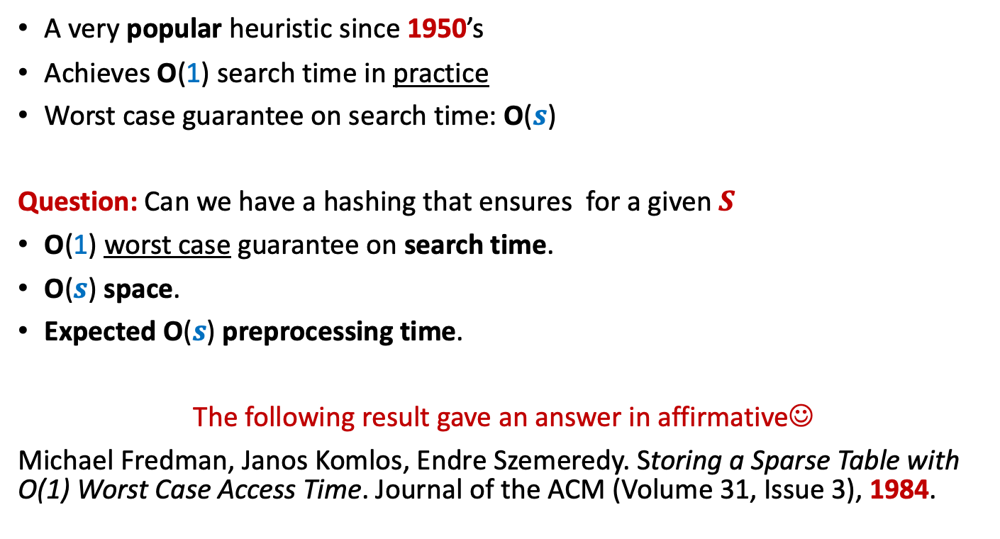 • A very popular heuristic since 1950's
• Achieves O(1) search time in practice
• Worst case guarantee on search time: O(s)
Question: Can we have a hashing that ensures  for a given S
• O(1) worst case guarantee on search time.
• O(s) space.
• Expected O(s) preprocessing time.
The following result gave an answer in affirmative☺
Michael Fredman, Janos Komlos, Endre Szemeredy. Storing a Sparse Table with
O(1) Worst Case Access Time. Journal of the ACM (Volume 31, Issue 3), 1984.